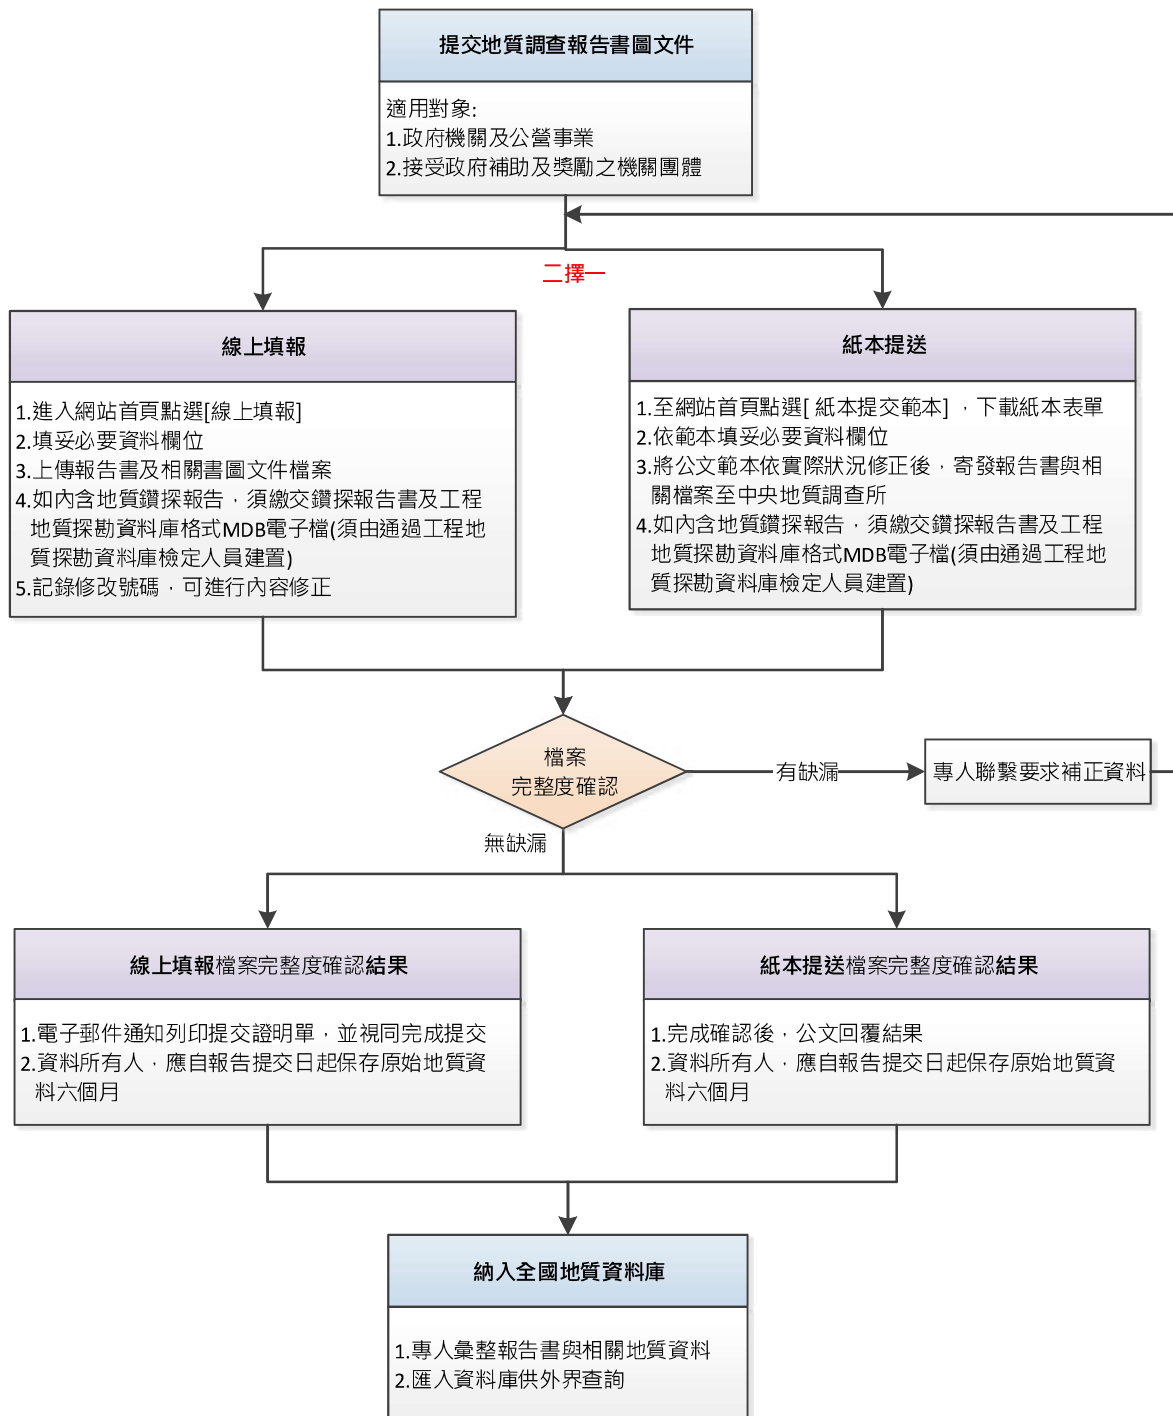 提交地質調查報告書圖文件
適用對象:
1.政府機關及公營事業
2.接受政府補助及獎勵之機關團體
二擇一
線上填報
1.進入網站首頁點選[線上填報]
2.填妥必要資料欄位
3.上傳報告書及相關書圖文件檔案
4.如內含地質鑽探報告，須繳交鑽探報告書及工程
地質探勘資料庫格式MDB電子檔(須由通過工程地
質探勘資料庫檢定人員建置)
5.記錄修改號碼，可進行內容修正
紙本提送
1.至網站首頁點選[ 紙本提交範本] ，下載紙本表單
2.依範本填妥必要資料欄位
3.將公文範本依實際狀況修正後，寄發報告書與相
關檔案至中央地質調查所
4.如內含地質鑽探報告，須繳交鑽探報告書及工程
地質探勘資料庫格式MDB電子檔(須由通過工程地
質探勘資料庫檢定人員建置)
檔案
完整度確認
有缺漏
專人聯繫要求補正資料
無缺漏
線上填報檔案完整度確認結果
1.電子郵件通知列印提交證明單，並視同完成提交
2.資料所有人，應自報告提交日起保存原始地質資
料六個月
紙本提送檔案完整度確認結果
1.完成確認後，公文回覆結果
2.資料所有人，應自報告提交日起保存原始地質資
料六個月
納入全國地質資料庫
1.專人彙整報告書與相關地質資料
2.匯入資料庫供外界查詢